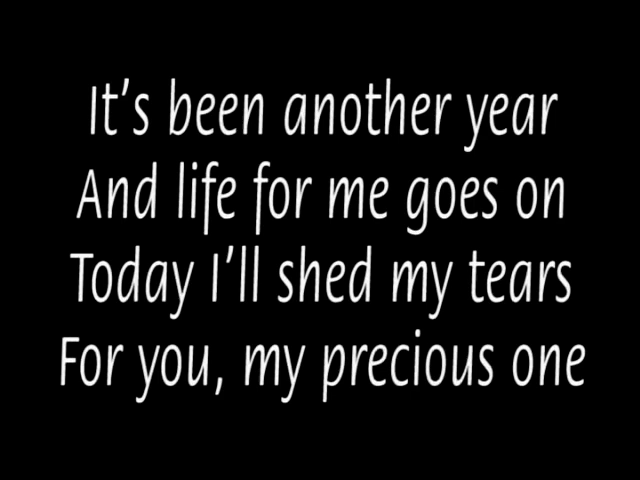 It's been another year
And life for me goes on
Today I'll shed my tears
For you, my precious one